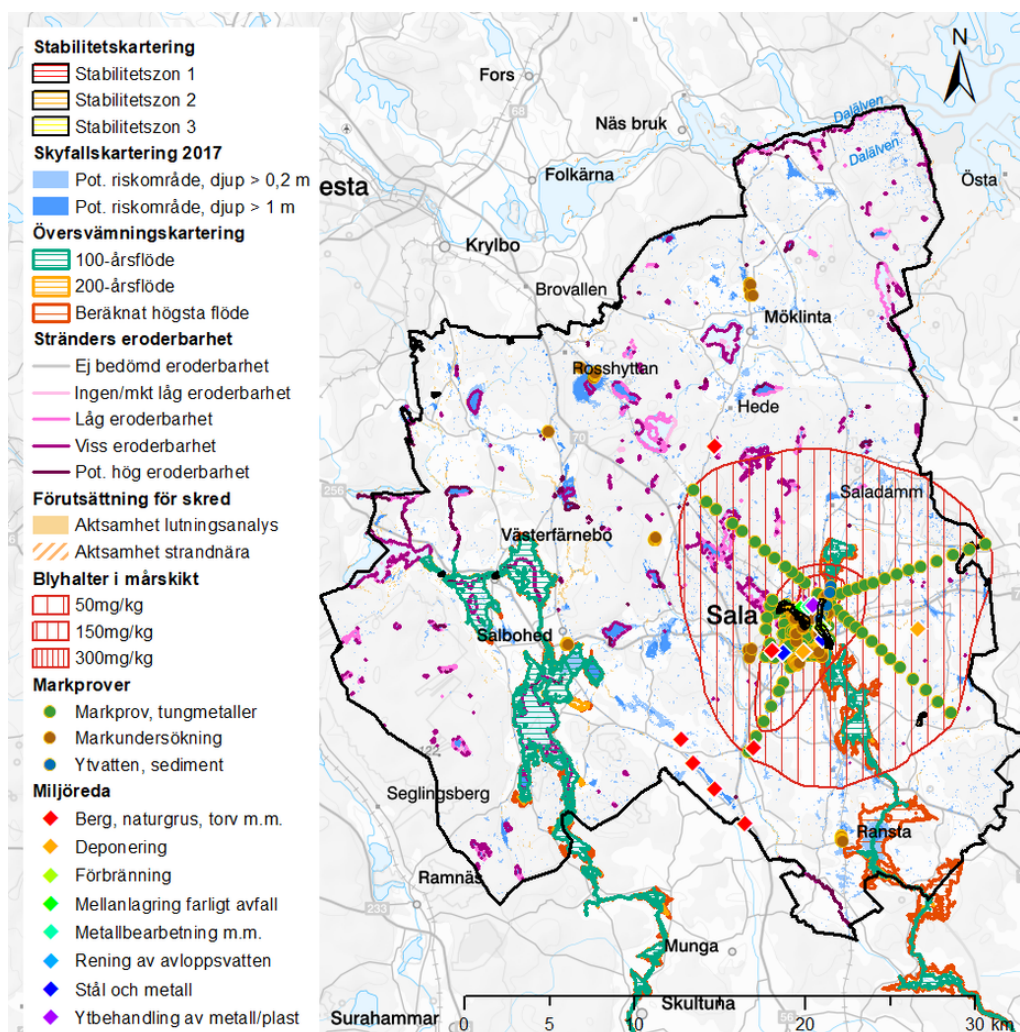 Stabilitetskartering
Stabilitetszon 1
Stabilitetszon 2
Stabilitetszon 3
Skyfallskartering 2017
Pot. riskområde, djup > 0,2 m
Pot. riskområde, djup > 1 m
Översvämningskartering
100-årsflöde
200-årsflöde
Beräknat högsta flöde
Stränders eroderbarhet
Ej bedömd eroderbarhet
Ingen/mkt låg eroderbarhet
Låg eroderbarhet
Viss eroderbarhet
Pot. hög eroderbarhet
Förutsättning för skred
Aktsamhet lutningsanalys
Aktsamhet strandnära
Blyhalter i mårskikt
50mg/kg
150mg/kg
300mg/kg
Markprover
Markprov, tungmetaller
Markundersökning
Ytvatten, sediment
Miljöreda
Berg, naturgrus, torv m.m.
Deponering
Förbränning
Mellanlagring farligt avfall
Metallbearbetning m.m.
Rening av avloppsvatten
Stål och metall
Ytbehandling av metall/plast
N
Fors
68
Näs bruk
Dalälven
Dalälven
Folkärna
Östa
esta
Krylbo
Brovallen
Möklinta
Rosshyttan
Hede
70
256
Saladamm
Västerfärnebo
Sala
Salbohed
122
Seglingsberg
Ransta
Ramnäs
233
Munga
Skultuna
Surahammar
0 5 10 20 30 km